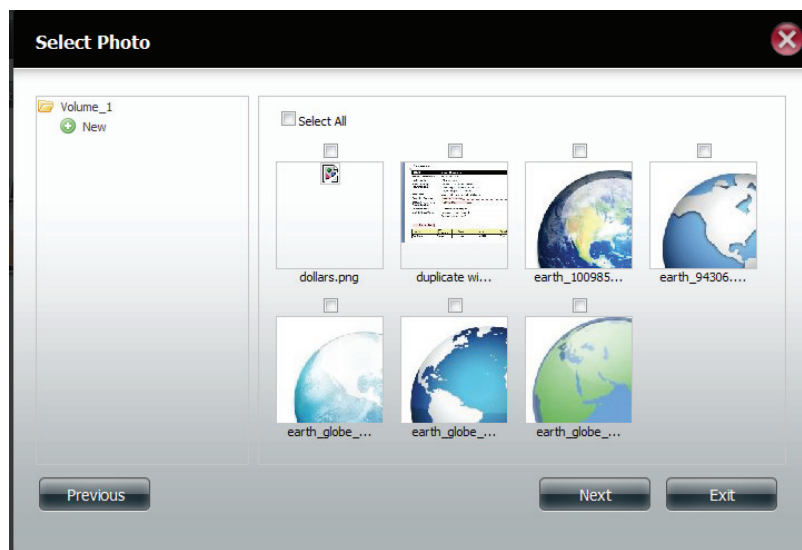 Select Photo
Volume_1
New
Select All
dollars.png
duplicate wi...
earth_100985...
earth_94306....
earth_globe_...
earth_globe_...
earth_globe_...
Previous
Next
Exit